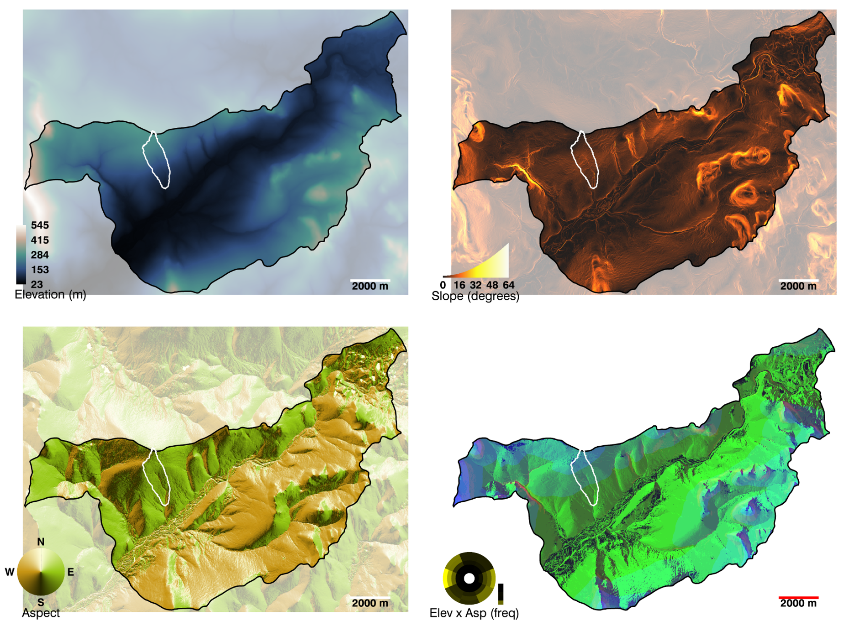 545
415
284
153
23
Elevation (m)
2000 m
0 16 32 48 64
Slope (degrees)
2000 m
N
W E
S
Aspect
2000 m
Elev x Asp (freq)
2000 m